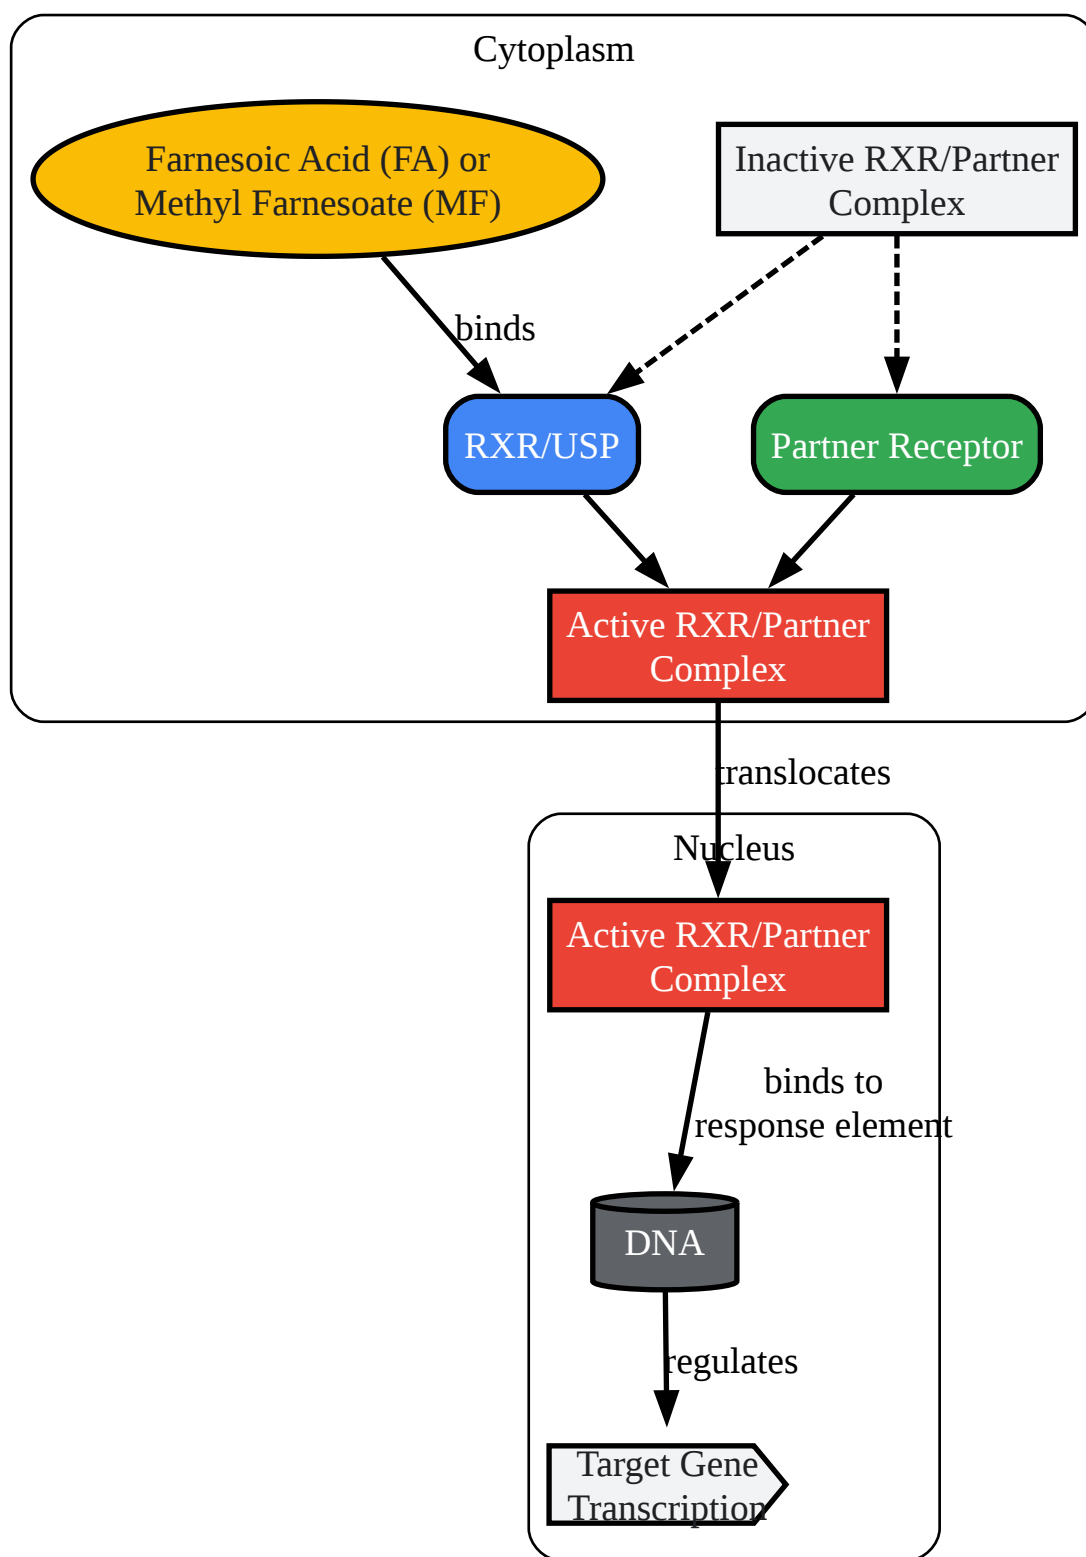 Cytoplasm
Farnesoic Acid (FA) or
Methyl Farnesoate (MF)
Inactive RXR/Partner
Complex
binds
RXR/USP
Partner Receptor
Active RXR/Partner
Complex
translocates
Nucleus
Active RXR/Partner
Complex
binds to
response element
DNA
regulates
Target Gene
Transcription